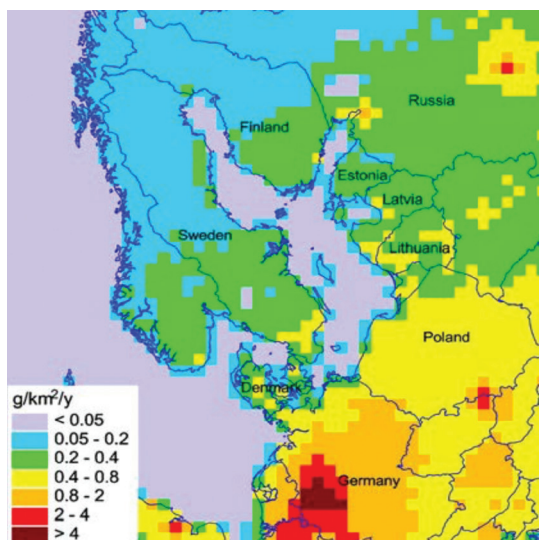 Russia
Finland
Estonia
Latvia
Sweden
Lithuania
Poland
Denmark
Germany
g/km²/y
< 0.05
0.05 - 0.2
0.2 - 0.4
0.4 - 0.8
0.8 - 2
2 - 4
> 4